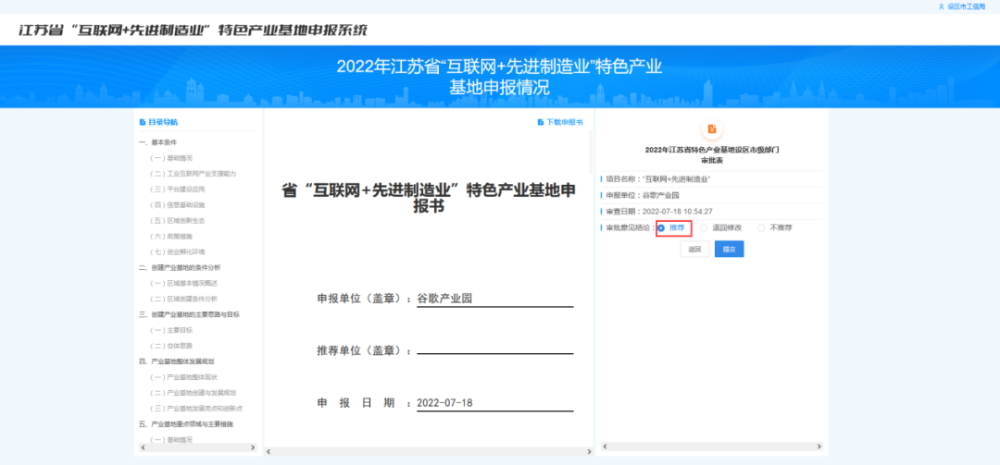 设区市工信局
江苏省“互联网+先进制造业”特色产业基地申报系统
2022年江苏省“互联网+先进制造业”特色产业
基地申报情况
目录导航
一、基本条件
（一）基础情况
（二）工业互联网产业支撑能力
（三）平台建设应用
（四）信息基础设施
（五）区域创新生态
（六）政策措施
（七）创业孵化环境
二、创建产业基地的条件分析
（一）区域基本情况概述
（二）区域创建条件分析
三、创建产业基地的主要思路与目标
（一）主要目标
（二）总体思路
四、产业基地整体发展规划
（一）产业基地整体现状
（二）产业基地创建与发展规划
（三）产业基地发展亮点和创新点
五、产业基地重点领域与主要措施
（一）基础情况
下载申报书
省“互联网+先进制造业”特色产业基地申
报书
申报单位（盖章）：谷歌产业园
推荐单位（盖章）：
申 报 日 期 ：2022-07-18
2022年江苏省特色产业基地设区市级部门
审批表
项目名称：“互联网+先进制造业”
申报单位：谷歌产业园
审查日期：2022-07-18 10:54:27
审批意见结论： 推荐 退回修改 不推荐
返回 提交